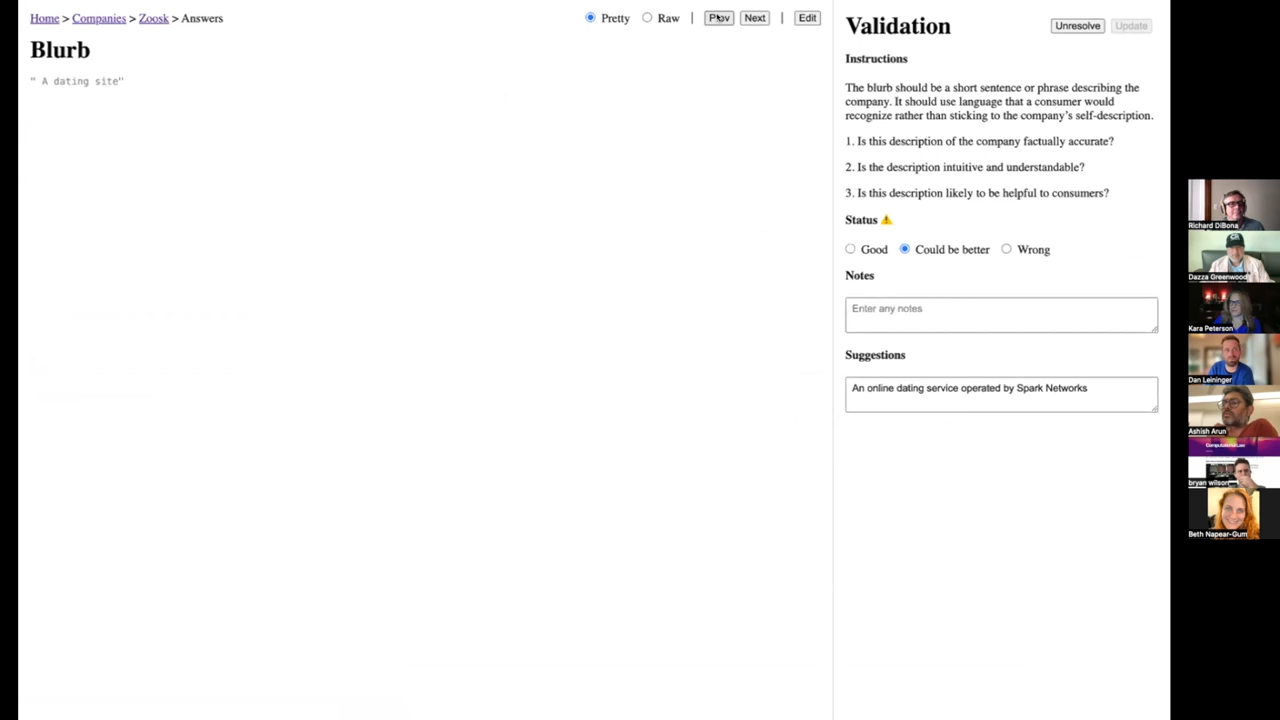 Home > Companies > Zoosk > Answers
Pretty Raw | Prev Next | Edit
Blurb
" A dating site"
Validation
Unresolve Update
Instructions
The blurb should be a short sentence or phrase describing the
company. It should use language that a consumer would
recognize rather than sticking to the company's self-description.
1. Is this description of the company factually accurate?
2. Is the description intuitive and understandable?
3. Is this description likely to be helpful to consumers?
Status
Good Could be better Wrong
Notes
Enter any notes
Suggestions
An online dating service operated by Spark Networks
Richard DiBona
Dazza Greenwood
Kara Peterson
Dan Leininger
Ashish Arun
bryan wilson
Beth Napear-Gum